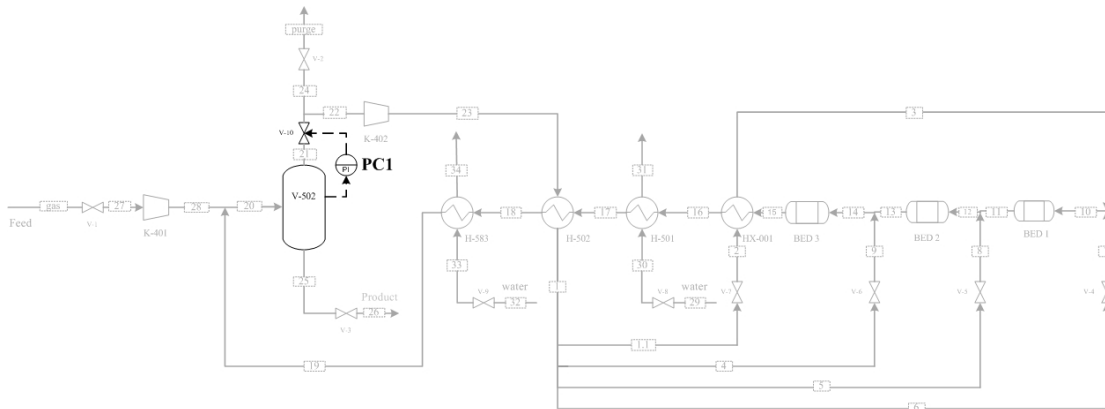 purge
V-2
24
22
23
3
K-402
V-10
21
PC1
PI
34
31
V-502
gas
27
28
20
18
17
16
15
14
13
12
11
10
Feed
V-1
K-401
H-583
H-502
H-501
HX-001
BED 3
BED 2
BED 1
33
30
2
9
8
25
1
Product
water
water
V-9
32
V-8
29
V-7
V-6
V-5
V-4
V-3
26
1.1
19
4
5
6